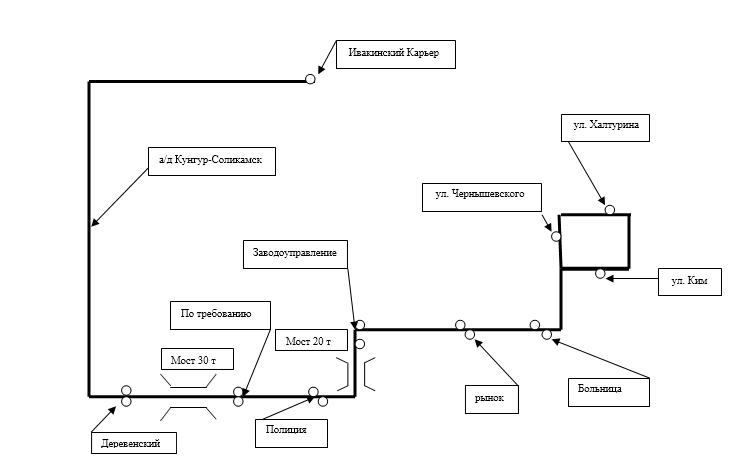 Ивакинский Карьер
ул. Халтурина
а/д Кунгур-Соликамск
ул. Чернышевского
Заводоуправление
ул. Ким
По требованию
Мост 20 т
Мост 30 т
Больница
рынок
Полиция
Деревенский